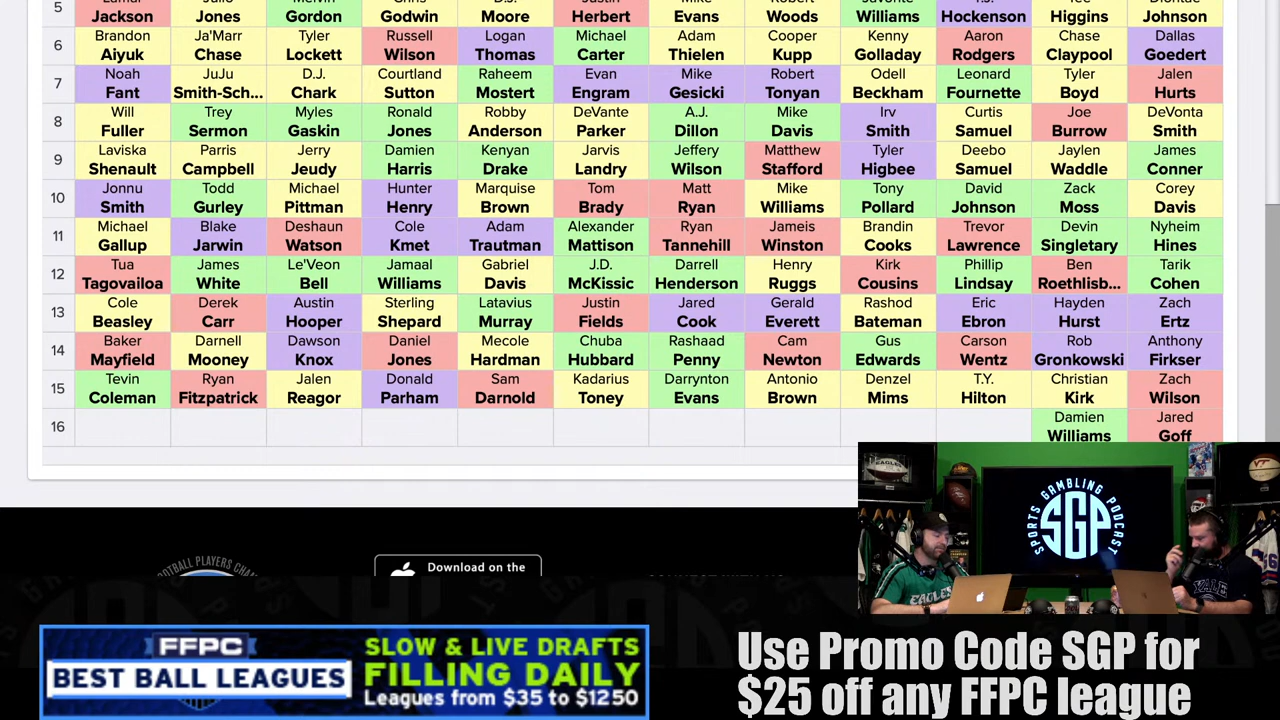 5 Jackson Jones Gordon Godwin Moore Herbert Evans Woods Williams Hockenson Higgins Johnson
Brandon Ja'Marr Tyler Russell Logan Michael Adam Cooper Kenny Aaron Chase Dallas
6 Aiyuk Chase Lockett Wilson Thomas Carter Thielen Kupp Golladay Rodgers Claypool Goedert
Noah JuJu D.J. Courtland Raheem Evan Mike Robert Odell Leonard Tyler Jalen
7 Fant Smith-Sch... Chark Sutton Mostert Engram Gesicki Tonyan Beckham Fournette Boyd Hurts
Will Trey Myles Ronald Robby DeVante A.J. Mike Irv Curtis Joe DeVonta
8 Fuller Sermon Gaskin Jones Anderson Parker Dillon Davis Smith Samuel Burrow Smith
Laviska Parris Jerry Damien Kenyan Jarvis Jeffery Matthew Tyler Deebo Jaylen James
9 Shenault Campbell Jeudy Harris Drake Landry Wilson Stafford Higbee Samuel Waddle Conner
Jonnu Todd Michael Hunter Marquise Tom Matt Mike Tony David Zack Corey
10 Smith Gurley Pittman Henry Brown Brady Ryan Williams Pollard Johnson Moss Davis
Michael Blake Deshaun Cole Adam Alexander Ryan Jameis Brandin Trevor Devin Nyheim
11 Gallup Jarwin Watson Kmet Trautman Mattison Tannehill Winston Cooks Lawrence Singletary Hines
Tua James Le'Veon Jamaal Gabriel J.D. Darrell Henry Kirk Phillip Ben Tarik
12 Tagovailoa White Bell Williams Davis McKissic Henderson Ruggs Cousins Lindsay Roethlisb... Cohen
Cole Derek Austin Sterling Latavius Justin Jared Gerald Rashod Eric Hayden Zach
13 Beasley Carr Hooper Shepard Murray Fields Cook Everett Bateman Ebron Hurst Ertz
Baker Darnell Dawson Daniel Mecole Chuba Rashaad Cam Gus Carson Rob Anthony
14 Mayfield Mooney Knox Jones Hardman Hubbard Penny Newton Edwards Wentz Gronkowski Firkser
Tevin Ryan Jalen Donald Sam Kadarius Darrynton Antonio Denzel T.Y. Christian Zach
15 Coleman Fitzpatrick Reagor Parham Darnold Toney Evans Brown Mims Hilton Kirk Wilson
Damien Jared
16 Williams Goff
SPORTS GAMBLING PODCAST
SGP
EAGLES
YALE
Download on the
FFPC
BEST BALL LEAGUES
SLOW & LIVE DRAFTS
FILLING DAILY
Leagues from $35 to $1250
Use Promo Code SGP for
$25 off any FFPC league